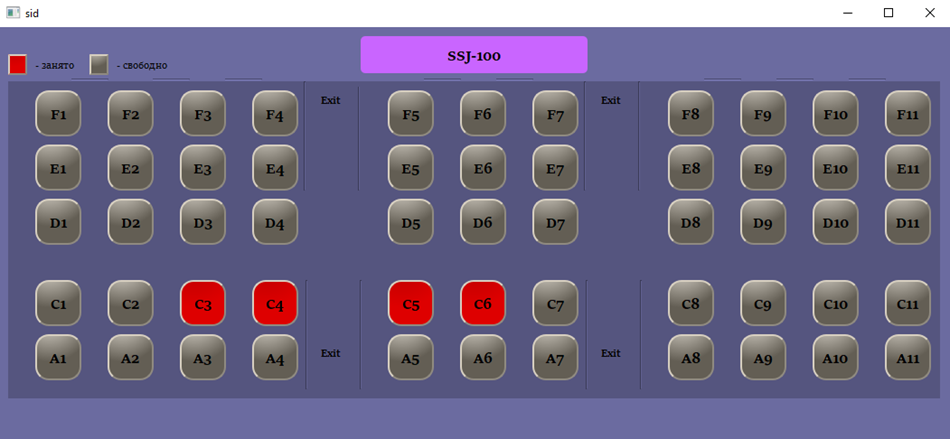 sid
SSJ-100
- занято - свободно
Exit Exit
F1 F2 F3 F4 F5 F6 F7 F8 F9 F10 F11
E1 E2 E3 E4 E5 E6 E7 E8 E9 E10 E11
D1 D2 D3 D4 D5 D6 D7 D8 D9 D10 D11
C1 C2 C3 C4 C5 C6 C7 C8 C9 C10 C11
Exit Exit
A1 A2 A3 A4 A5 A6 A7 A8 A9 A10 A11